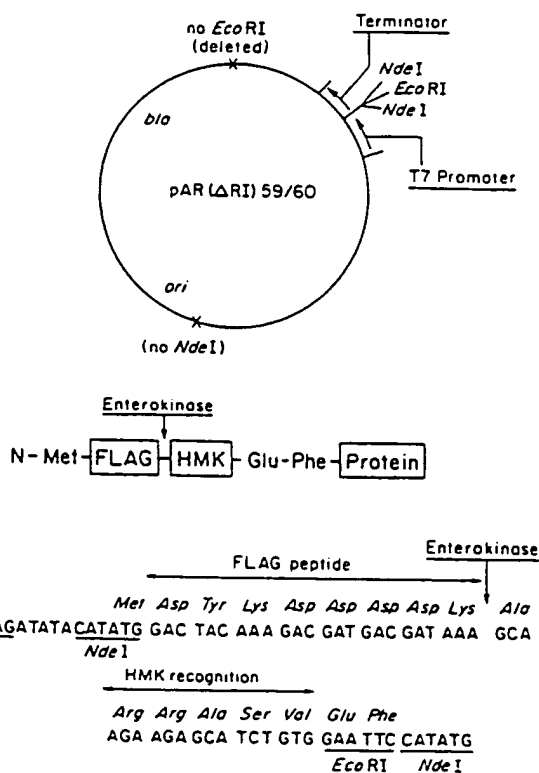 no EcoRI
(deleted)
Terminator
NdeI
EcoRI
NdeI
T7 Promoter
bla
pAR (ΔRI) 59/60
ori
(no NdeI)
Enterokinase
N-Met-FLAG-HMK-Glu-Phe-Protein
Enterokinase
FLAG peptide
Met Asp Tyr Lys Asp Asp Asp Asp Lys Ala
AGATATACATATG GAC TAC AAA GAC GAT GAC GAT AAA GCA
NdeI
HMK recognition
Arg Arg Ala Ser Val Glu Phe
AGA AGA GCA TCT GTG GAATTC CATATG
EcoRI NdeI